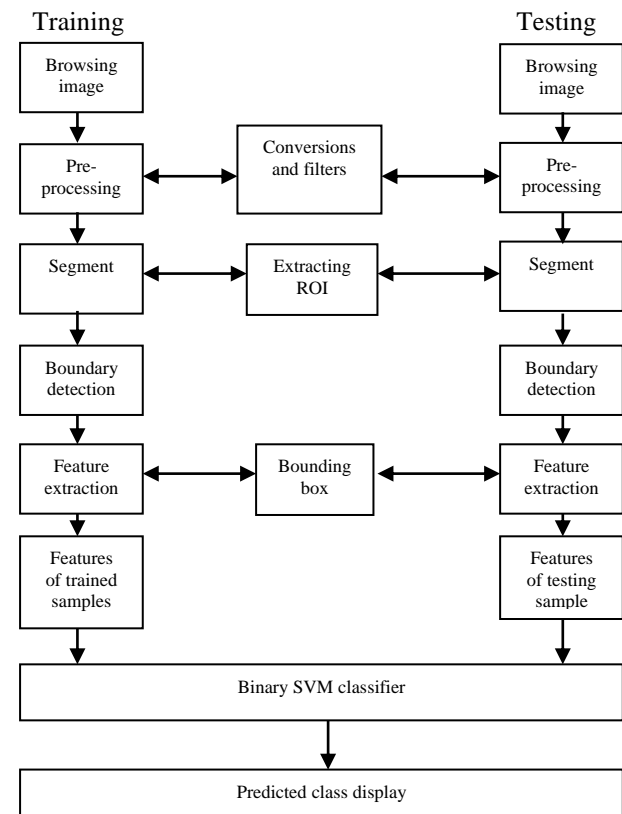 Training
Testing
Browsing
image
Browsing
image
Pre-
processing
Conversions
and filters
Pre-
processing
Segment
Extracting
ROI
Segment
Boundary
detection
Boundary
detection
Feature
extraction
Bounding
box
Feature
extraction
Features
of trained
samples
Features
of testing
sample
Binary SVM classifier
Predicted class display